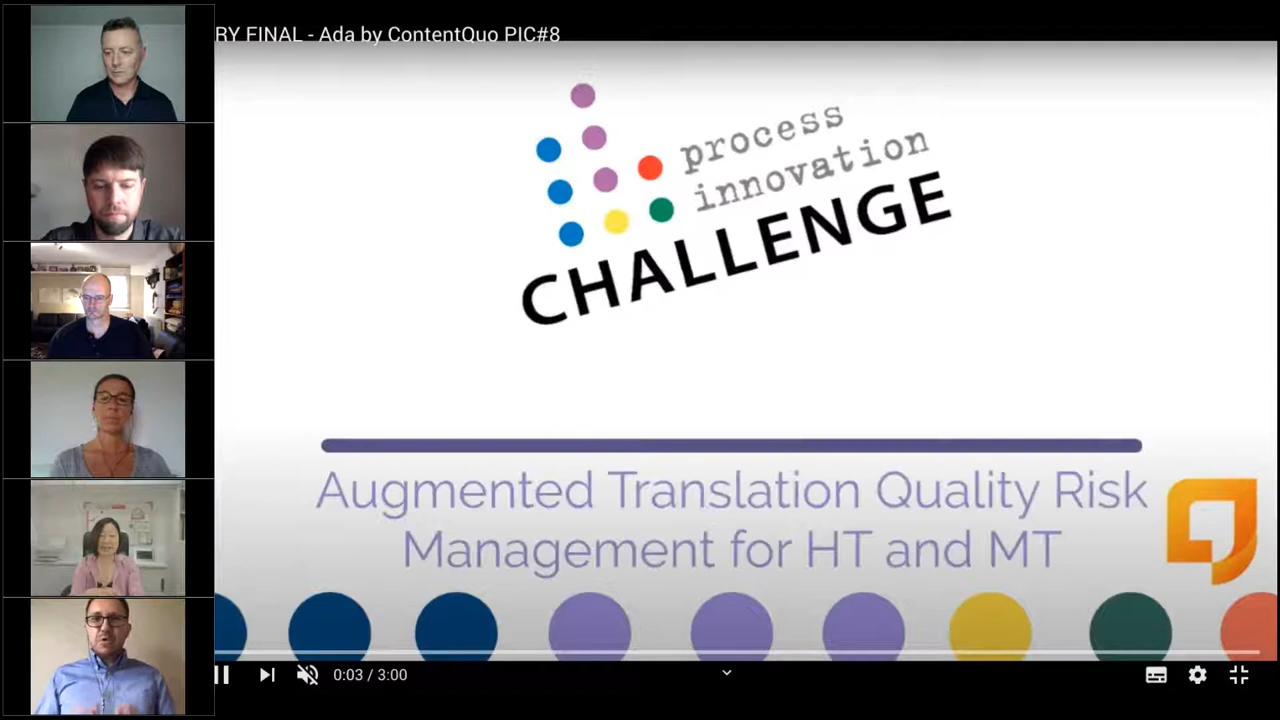 RY FINAL - Ada by ContentQuo PIC#8
process
innovation
CHALLENGE
Augmented Translation Quality Risk
Management for HT and MT
0:03 / 3:00